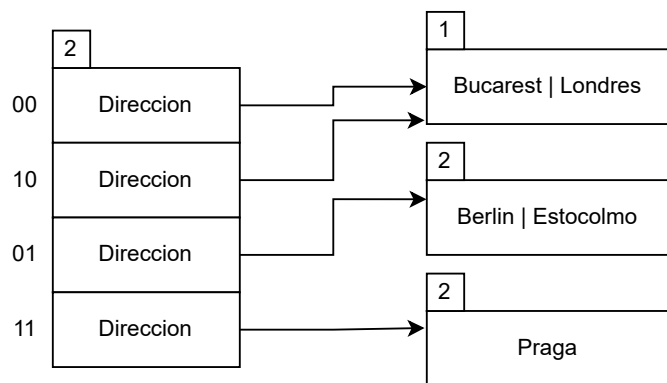 2
00 Direccion
10 Direccion
01 Direccion
11 Direccion
1
Bucarest | Londres
2
Berlin | Estocolmo
2
Praga